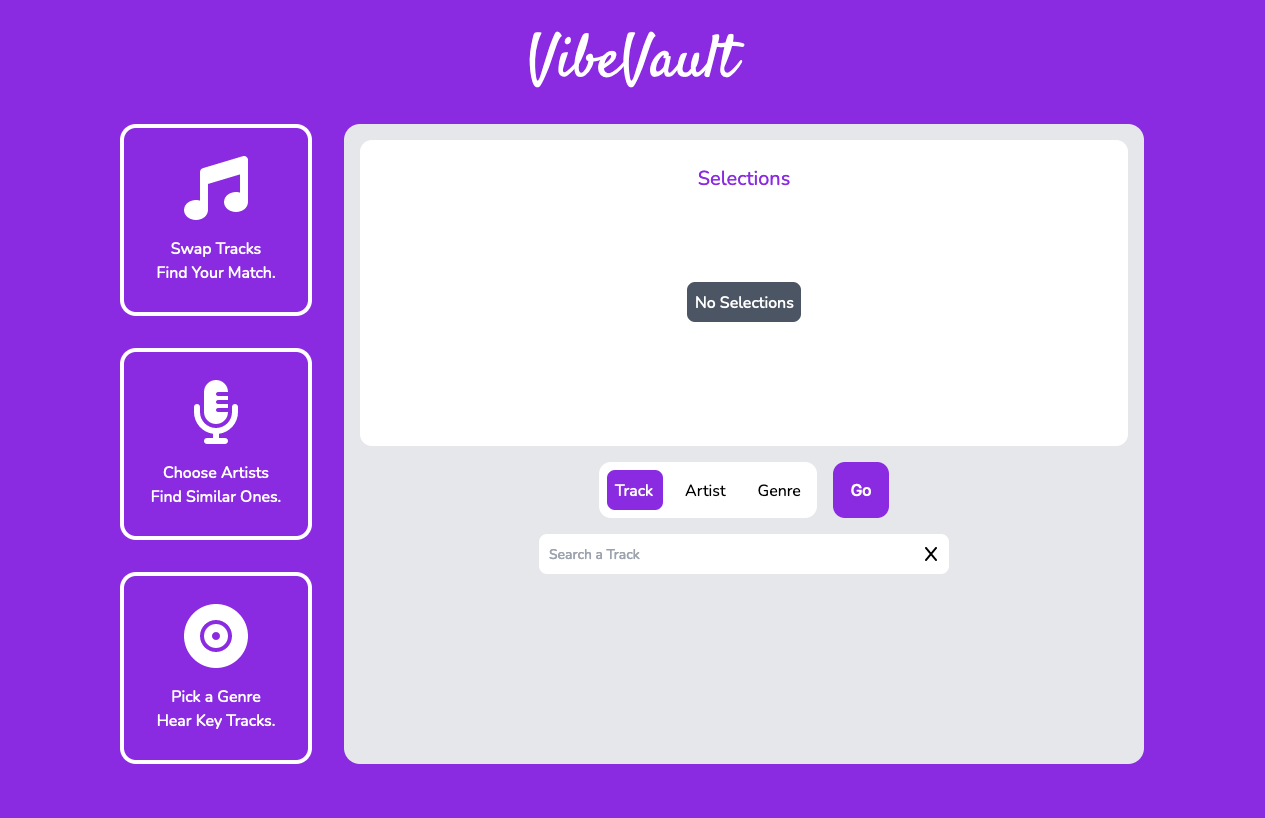 VibeVault
Swap Tracks
Find Your Match.
Choose Artists
Find Similar Ones.
Pick a Genre
Hear Key Tracks.
Selections
No Selections
Track Artist Genre Go
Search a Track X